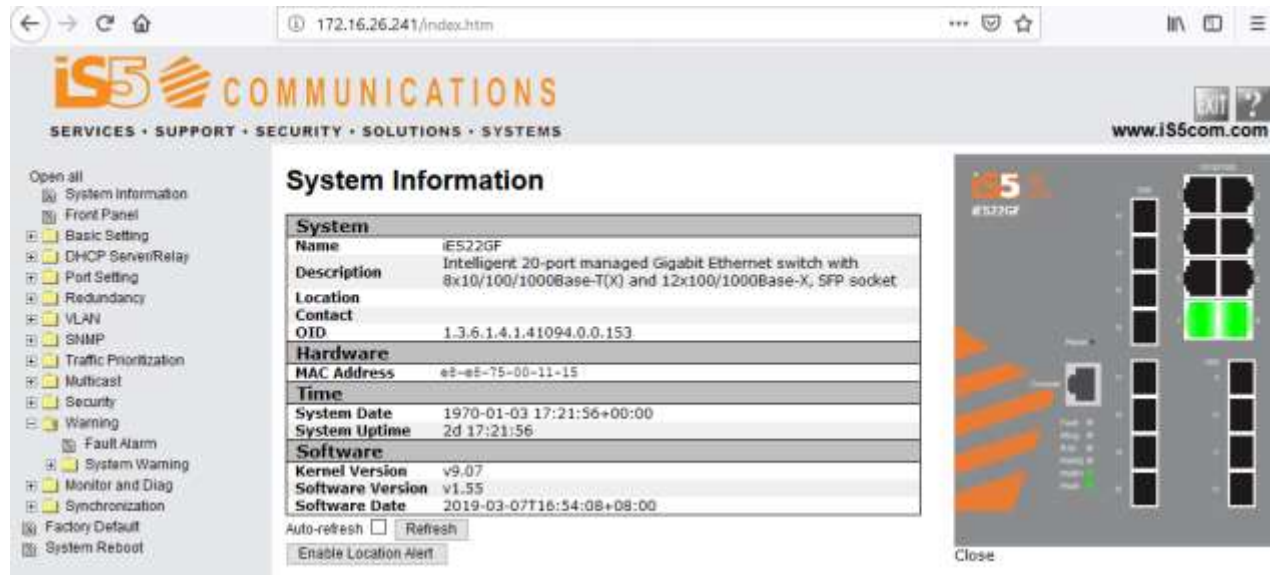 172.16.26.241/index.htm
iS5 COMMUNICATIONS
SERVICES • SUPPORT • SECURITY • SOLUTIONS • SYSTEMS
EXIT ?
www.iS5com.com
Open all
System Information
Front Panel
Basic Setting
DHCP Server/Relay
Port Setting
Redundancy
VLAN
SNMP
Traffic Prioritization
Multicast
Security
Warning
Fault Alarm
System Warning
Monitor and Diag
Synchronization
Factory Default
System Reboot
System Information
System
Name iES22GF
Description Intelligent 20-port managed Gigabit Ethernet switch with
8x10/100/1000Base-T(X) and 12x100/1000Base-X, SFP socket
Location
Contact
OID 1.3.6.1.4.1.41094.0.0.153
Hardware
MAC Address e8-e8-75-00-11-15
Time
System Date 1970-01-03 17:21:56+00:00
System Uptime 2d 17:21:56
Software
Kernel Version v9.07
Software Version v1.55
Software Date 2019-03-07T16:54:08+08:00
Auto-refresh Refresh
Enable Location Alert
iS5
iES22GF
Close